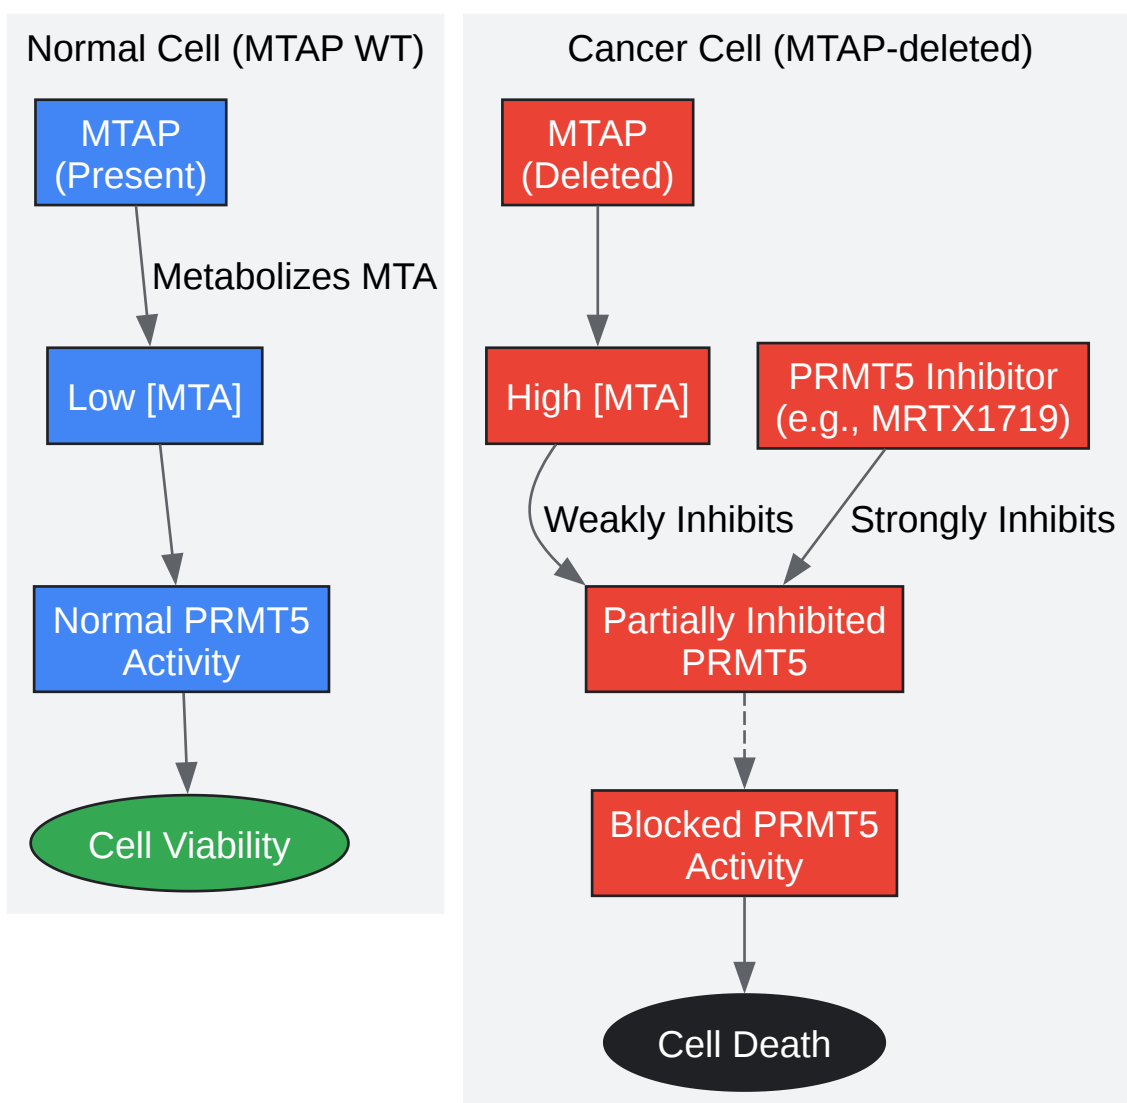 Normal Cell (MTAP WT)
MTAP
(Present)
Metabolizes MTA
Low [MTA]
Normal PRMT5
Activity
Cell Viability
Cancer Cell (MTAP-deleted)
MTAP
(Deleted)
High [MTA]
PRMT5 Inhibitor
(e.g., MRTX1719)
Weakly Inhibits
Strongly Inhibits
Partially Inhibited
PRMT5
Blocked PRMT5
Activity
Cell Death